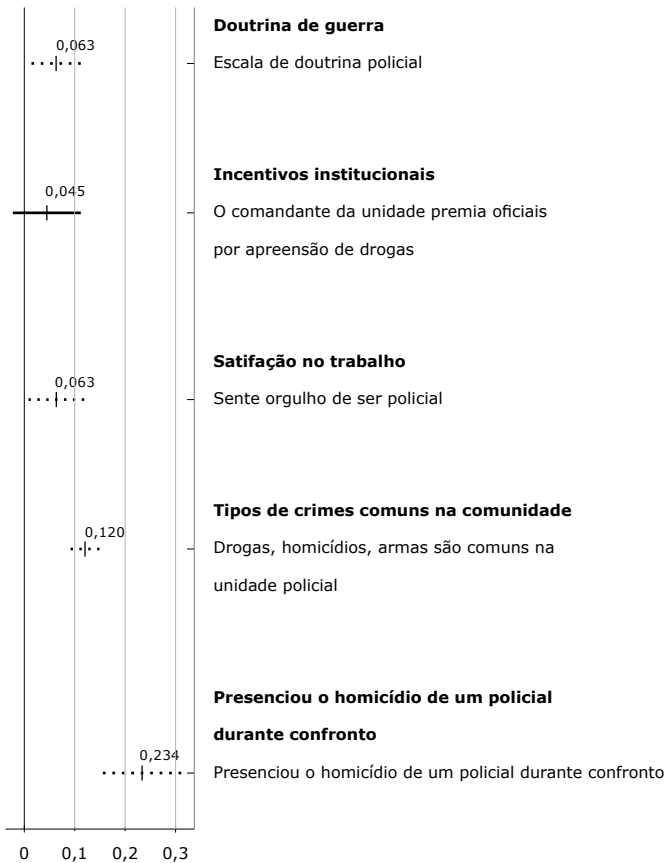 Doutrina de guerra
0,063
Escala de doutrina policial
Incentivos institucionais
0,045
O comandante da unidade premia oficiais
por apreensão de drogas
Satifação no trabalho
0,063
Sente orgulho de ser policial
Tipos de crimes comuns na comunidade
0,120
Drogas, homicídios, armas são comuns na
unidade policial
Presenciou o homicídio de um policial
durante confronto
0,234
Presenciou o homicídio de um policial durante confronto
0 0,1 0,2 0,3